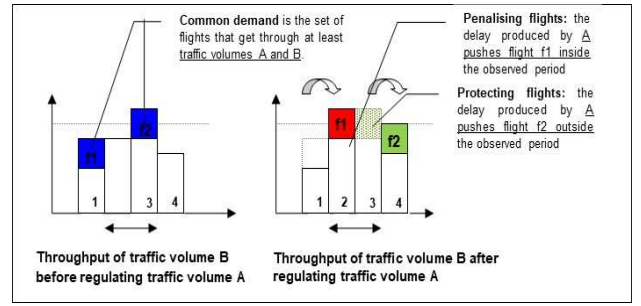 Common demand is the set of
flights that get through at least
traffic volumes A and B.
Penalising flights: the
delay produced by A
pushes flight f1 inside
the observed period
Protecting flights: the
delay produced by A
pushes flight f2 outside
the observed period
f1
f2
1
3
4
f1
f2
1
2
3
4
Throughput of traffic volume B
before regulating traffic volume A
Throughput of traffic volume B after
regulating traffic volume A